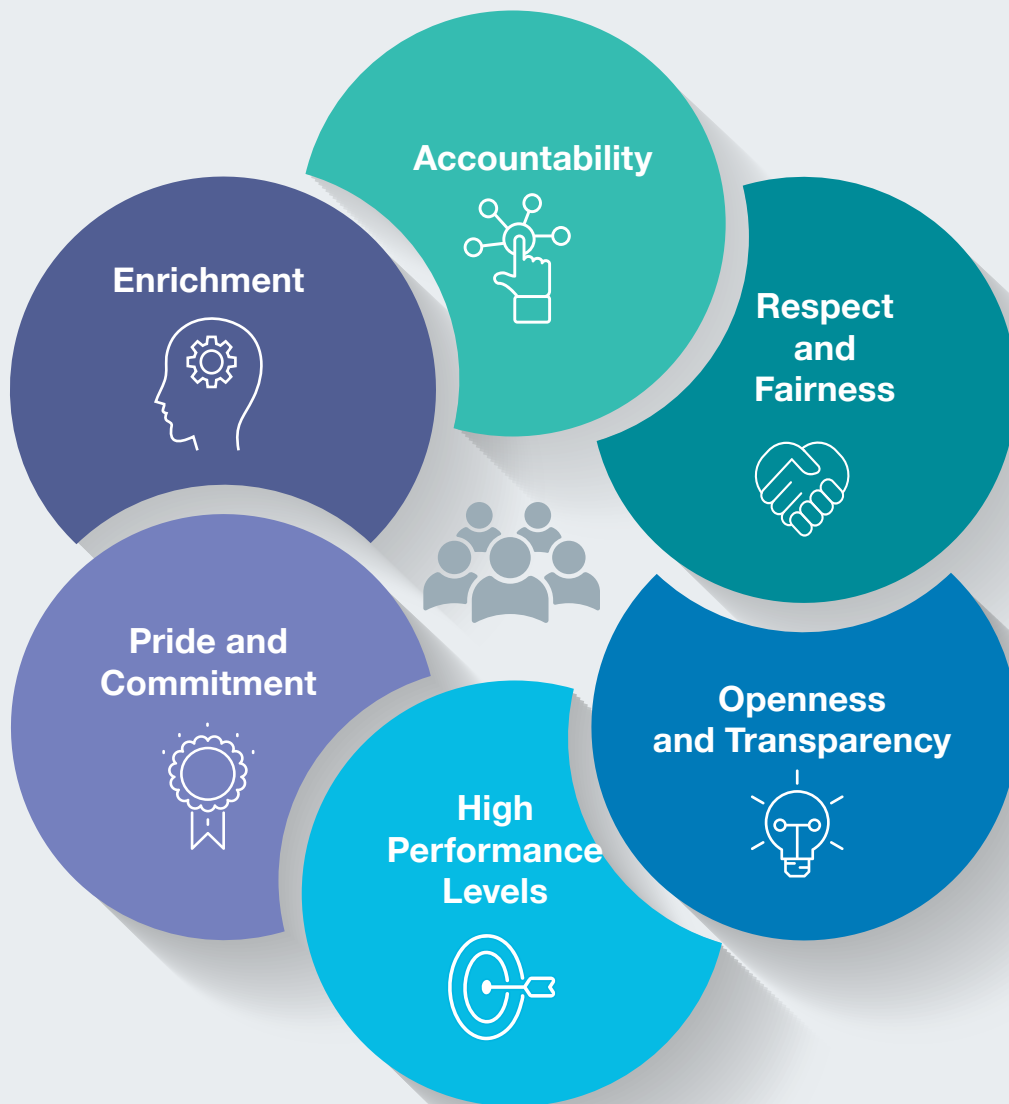 Accountability
Respect
and
Fairness
Openness
and Transparency
High
Performance
Levels
Pride and
Commitment
Enrichment